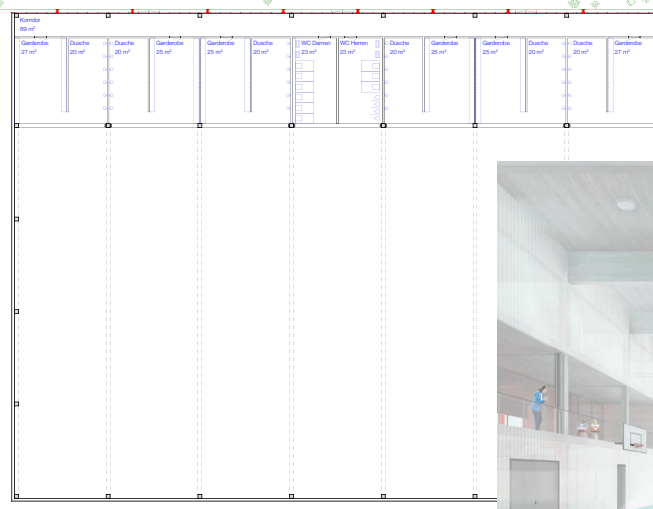 Korridor
89 m²
Garderobe
27 m²
Dusche
20 m²
Dusche
20 m²
Garderobe
25 m²
Garderobe
25 m²
Dusche
20 m²
WC Damen
23 m²
WC Herren
23 m²
Dusche
20 m²
Garderobe
25 m²
Garderobe
25 m²
Dusche
20 m²
Dusche
20 m²
Garderobe
27 m²